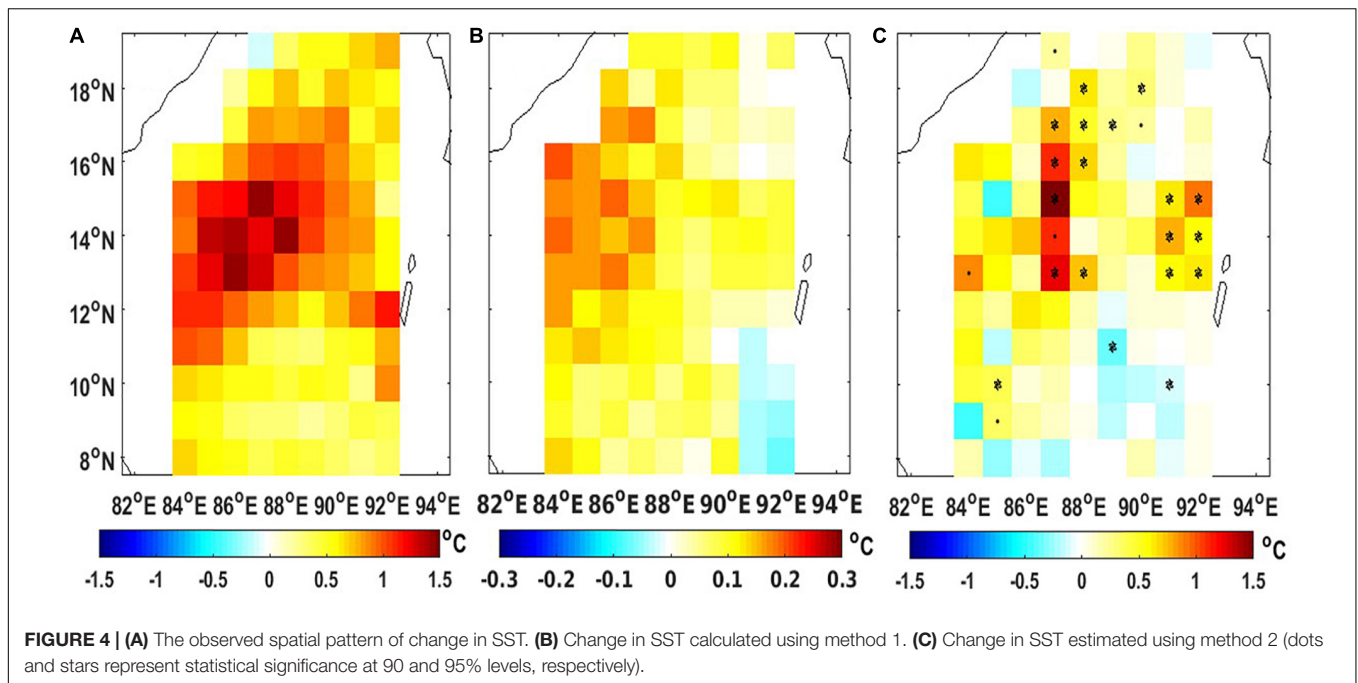 A B C
18°N
16°N
14°N
12°N
10°N
8°N
82°E 84°E 86°E 88°E 90°E 92°E 94°E
82°E 84°E 86°E 88°E 90°E 92°E 94°E
82°E 84°E 86°E 88°E 90°E 92°E 94°E
°C
-1.5 -1 -0.5 0 0.5 1 1.5
°C
-0.3 -0.2 -0.1 0 0.1 0.2 0.3
°C
-1.5 -1 -0.5 0 0.5 1 1.5
FIGURE 4 | (A) The observed spatial pattern of change in SST. (B) Change in SST calculated using method 1. (C) Change in SST estimated using method 2 (dots
and stars represent statistical significance at 90 and 95% levels, respectively).